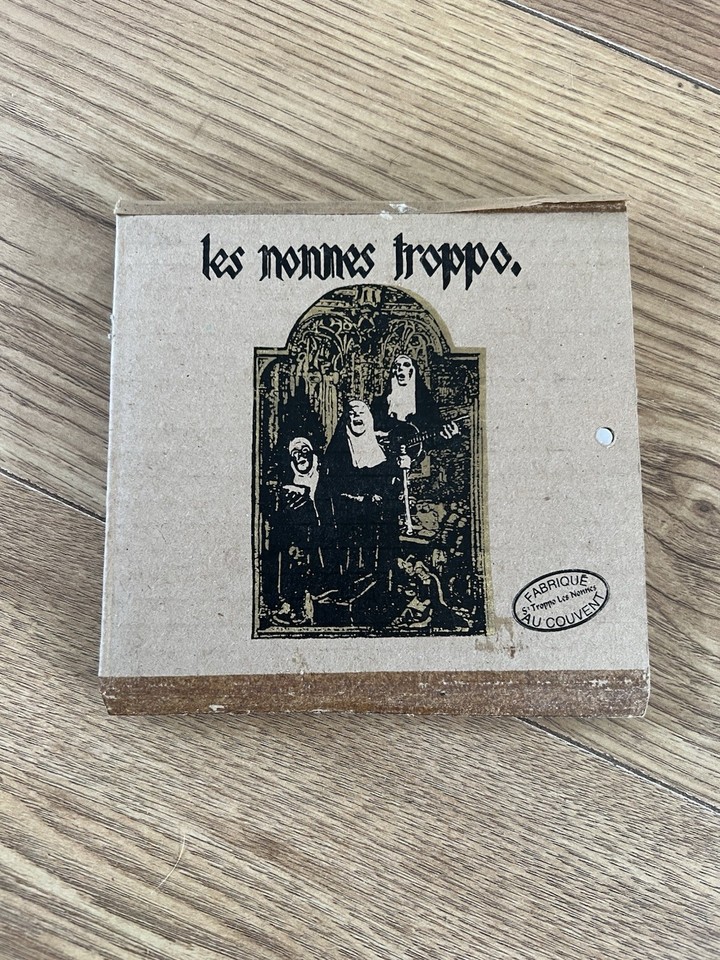 les nonnes troppo.
FABRIQUÉ
St Troppo Les Nonnes
AU COUVENT